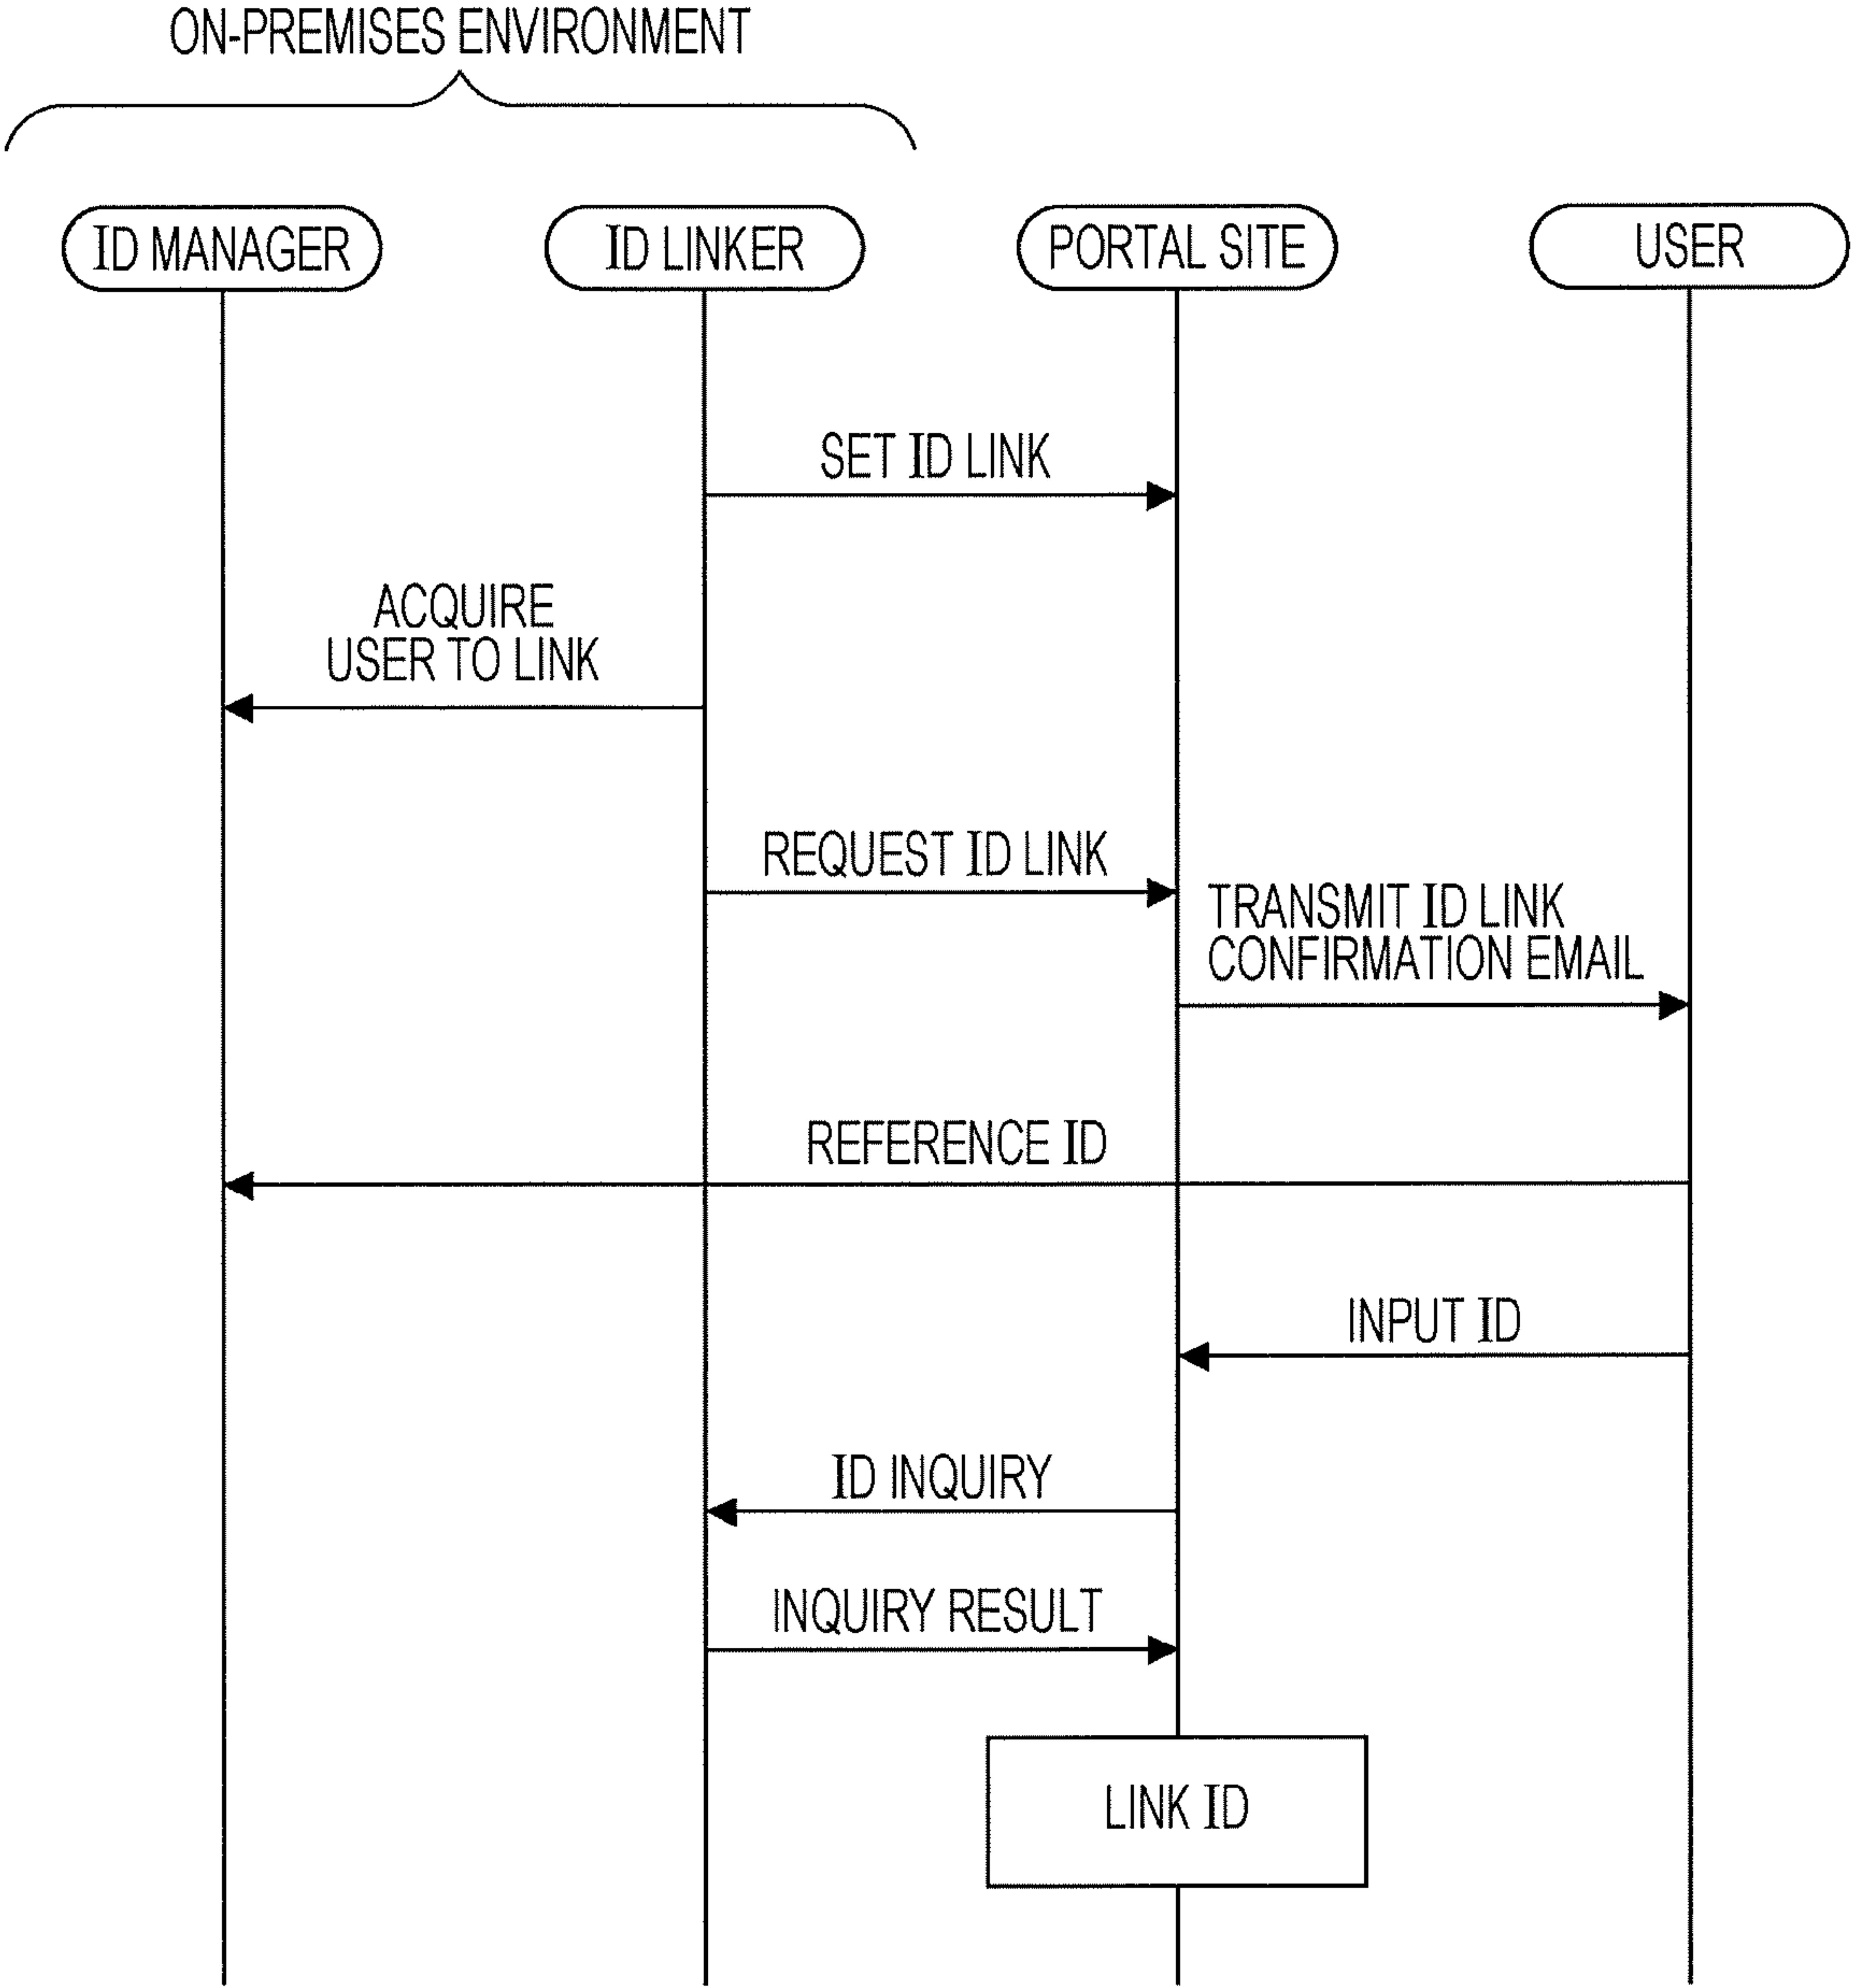 ON-PREMISES ENVIRONMENT
ID MANAGER
ID LINKER
PORTAL SITE
USER
SET ID LINK
ACQUIRE
USER TO LINK
REQUEST ID LINK
TRANSMIT ID LINK
CONFIRMATION EMAIL
REFERENCE ID
INPUT ID
ID INQUIRY
INQUIRY RESULT
LINK ID